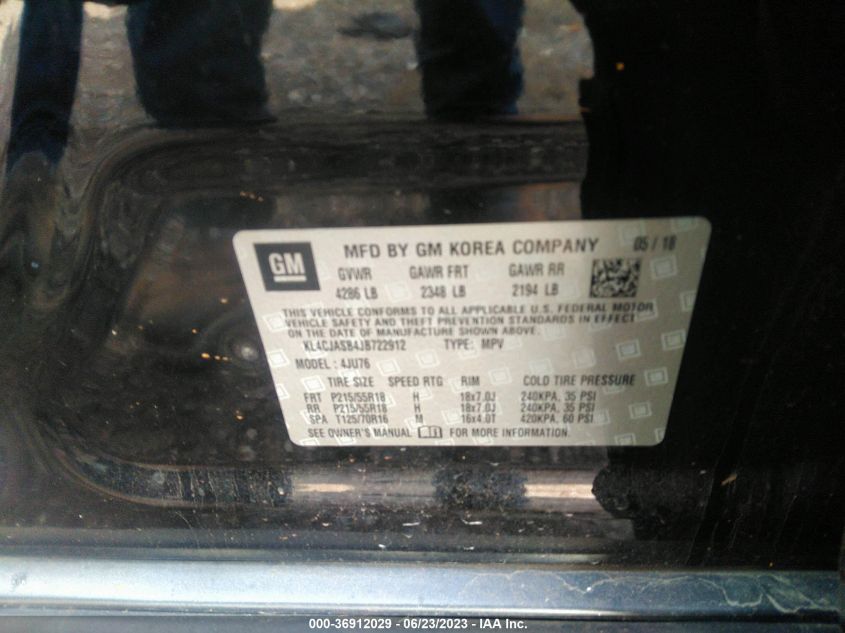 GM
MFD BY GM KOREA COMPANY 05 / 18
GVWR GAWR FRT GAWR RR
4286 LB 2348 LB 2194 LB
THIS VEHICLE CONFORMS TO ALL APPLICABLE U.S. FEDERAL MOTOR
VEHICLE SAFETY AND THEFT PREVENTION STANDARDS IN EFFECT
ON THE DATE OF MANUFACTURE SHOWN ABOVE.
KL4CJASB4JB722912 TYPE: MPV
MODEL: 4JU76
TIRE SIZE SPEED RTG RIM COLD TIRE PRESSURE
FRT P215/55R18 H 18x7.0J 240KPA, 35 PSI
RR P215/55R18 H 18x7.0J 240KPA, 35 PSI
SPA T125/70R16 M 16x4.0T 420KPA, 60 PSI
SEE OWNER'S MANUAL FOR MORE INFORMATION.
000-36912029 - 06/23/2023 - IAA Inc.